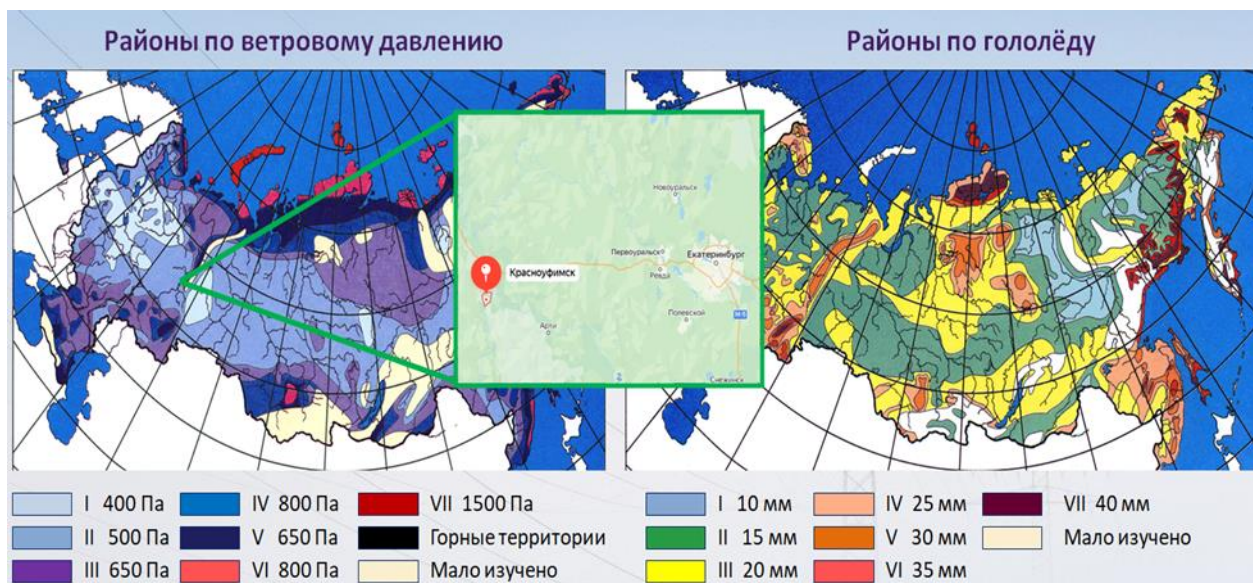 Районы по ветровому давлению
Районы по гололёду
Новоуральск
Первоуральск
Екатеринбург
Ревда
Красноуфимск
Полевской
Арти
Снежинск
I 400 Па
IV 800 Па
VII 1500 Па
II 500 Па
V 650 Па
Горные территории
III 650 Па
VI 800 Па
Мало изучено
I 10 мм
IV 25 мм
VII 40 мм
II 15 мм
V 30 мм
Мало изучено
III 20 мм
VI 35 мм